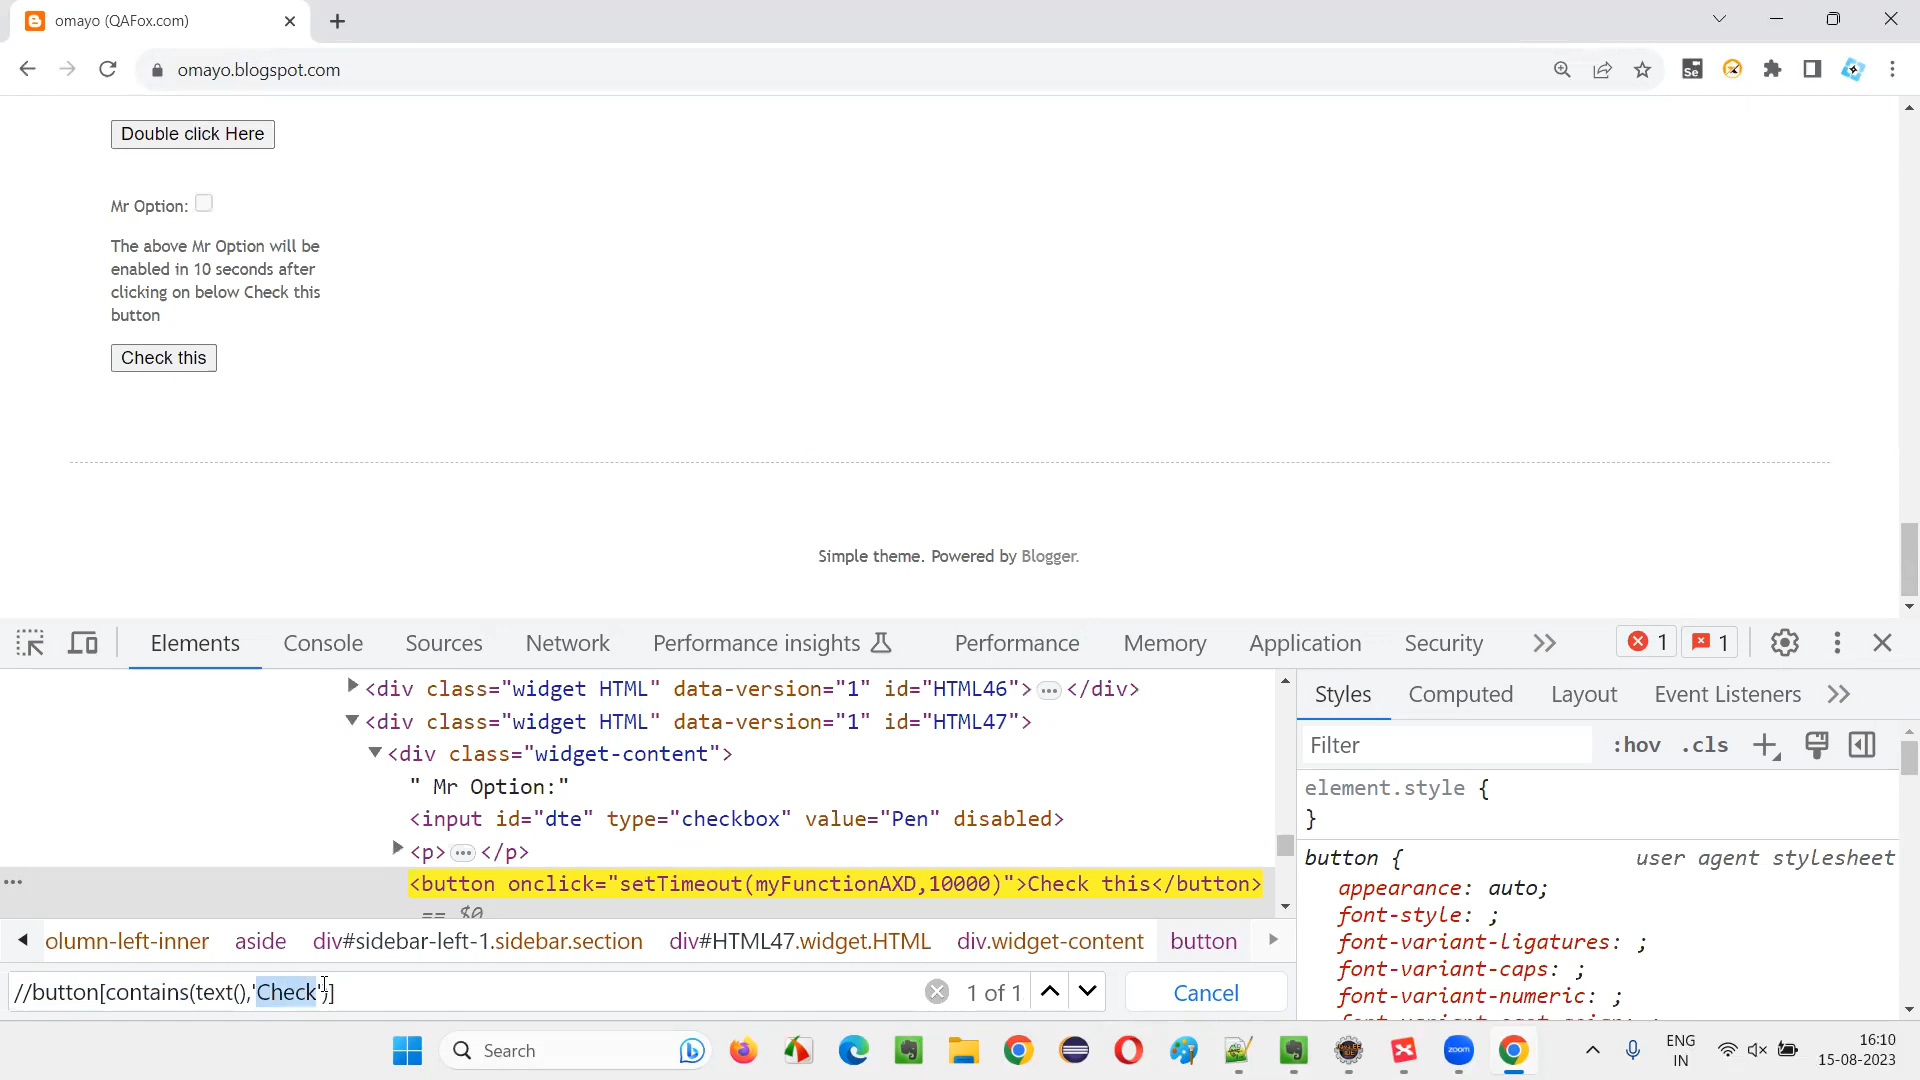 omayo (QAFox.com)
omayo.blogspot.com
Double click Here
Mr Option:
The above Mr Option will be
enabled in 10 seconds after
clicking on below Check this
button
Check this
Simple theme. Powered by Blogger.
Elements Console Sources Network Performance insights Performance Memory Application Security 1 1
<div class="widget HTML" data-version="1" id="HTML46">…</div>
<div class="widget HTML" data-version="1" id="HTML47">
<div class="widget-content">
" Mr Option:"
<input id="dte" type="checkbox" value="Pen" disabled>
<p>…</p>
<button onclick="setTimeout(myFunctionAXD,10000)">Check this</button>
== $0
olumn-left-inner aside div#sidebar-left-1.sidebar.section div#HTML47.widget.HTML div.widget-content button
//button[contains(text(),'Check')]
1 of 1
Cancel
Styles Computed Layout Event Listeners
Filter :hov .cls
element.style {
}
button { user agent stylesheet
appearance: auto;
font-style: ;
font-variant-ligatures: ;
font-variant-caps: ;
font-variant-numeric: ;
Search
zoom
ENG
IN
16:10
15-08-2023